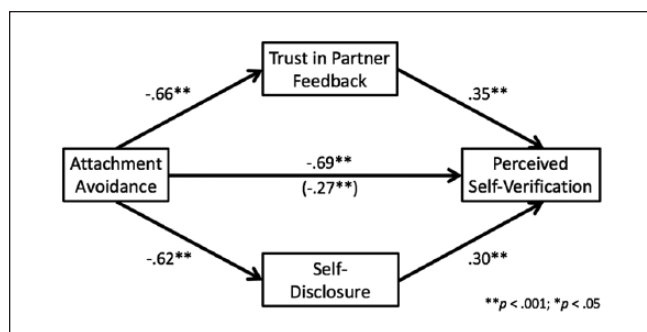 Trust in Partner
Feedback
-.66**
.35**
Attachment
Avoidance
-.69**
(-.27**)
Perceived
Self-Verification
-.62**
.30**
Self-
Disclosure
**p < .001; *p < .05